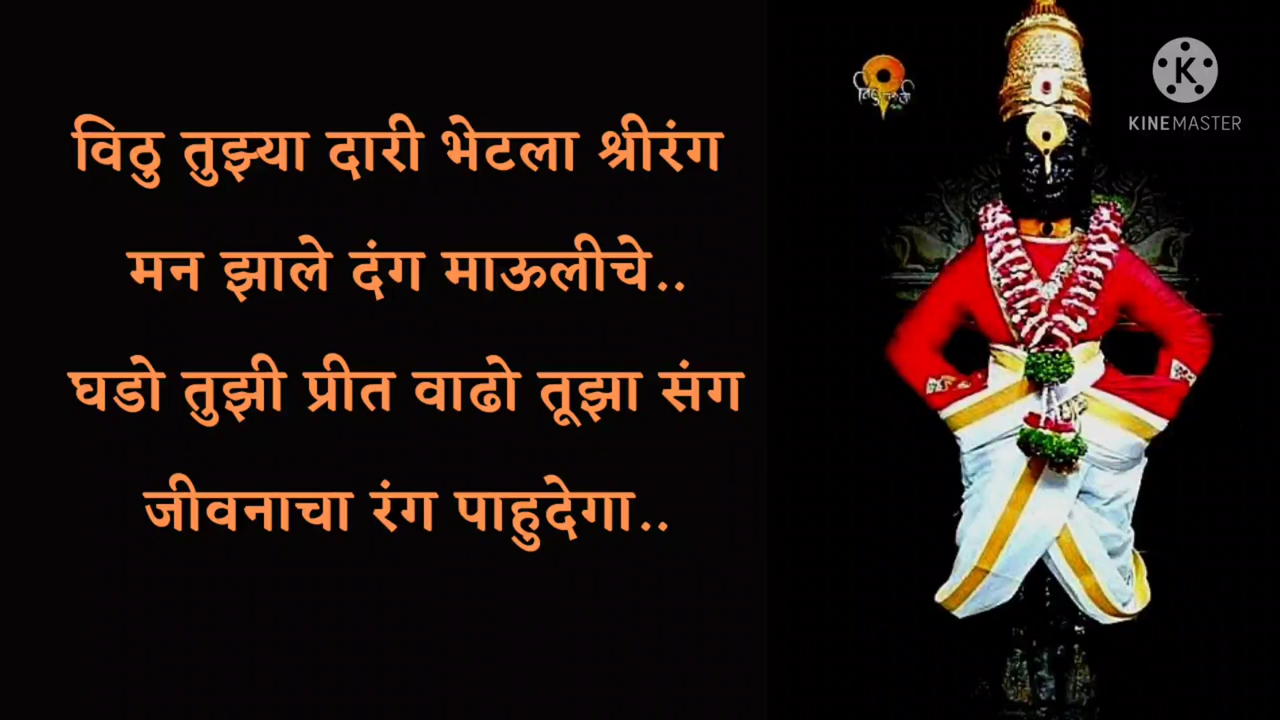 विठु तुझ्या दारी भेटला श्रीरंग
मन झाले दंग माऊलीचे..
घडो तुझी प्रीत वाढो तूझा संग
जीवनाचा रंग पाहुदेगा..
K
KINEMASTER